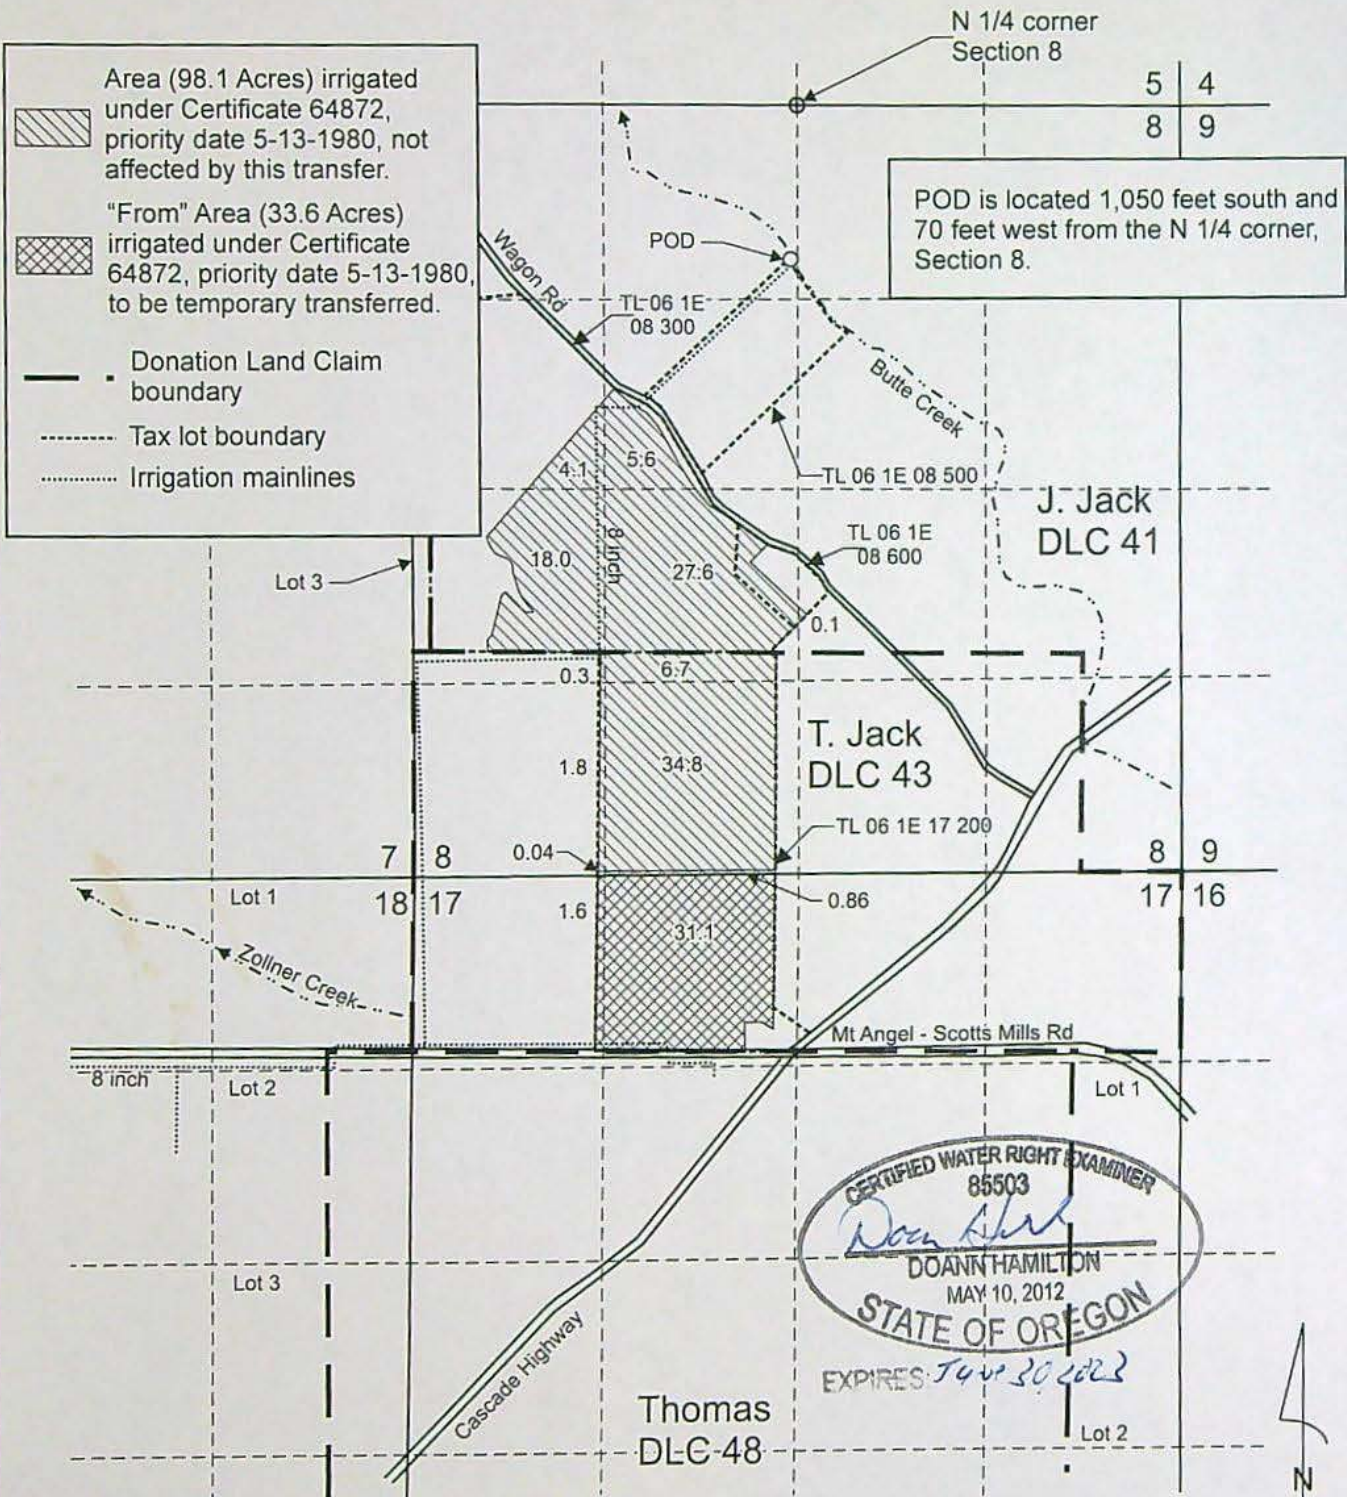 N 1/4 corner
Section 8
Area (98.1 Acres) irrigated
under Certificate 64872,
priority date 5-13-1980, not
affected by this transfer.
"From" Area (33.6 Acres)
irrigated under Certificate
64872, priority date 5-13-1980,
to be temporary transferred.
Donation Land Claim
boundary
Tax lot boundary
Irrigation mainlines
5 4
8 9
POD is located 1,050 feet south and
70 feet west from the N 1/4 corner,
Section 8.
POD
Wagon Rd
TL 06 1E
08 300
Butte Creek
4.1
5.6
TL 06 1E 08 500
J. Jack
DLC 41
TL 06 1E
08 600
8 inch
18.0
27.6
Lot 3
0.1
0.3
6.7
T. Jack
DLC 43
1.8
34.8
TL 06 1E 17 200
0.04
7 8
18 17
8 9
17 16
Lot 1
0.86
1.6
31.1
Zollner Creek
Mt Angel - Scotts Mills Rd
8 inch
Lot 2
Lot 1
CERTIFIED WATER RIGHT EXAMINER
85503
DOANN HAMILTON
MAY 10, 2012
STATE OF OREGON
EXPIRES: June 30, 2023
Lot 3
Cascade Highway
Thomas
DLC 48
Lot 2
N